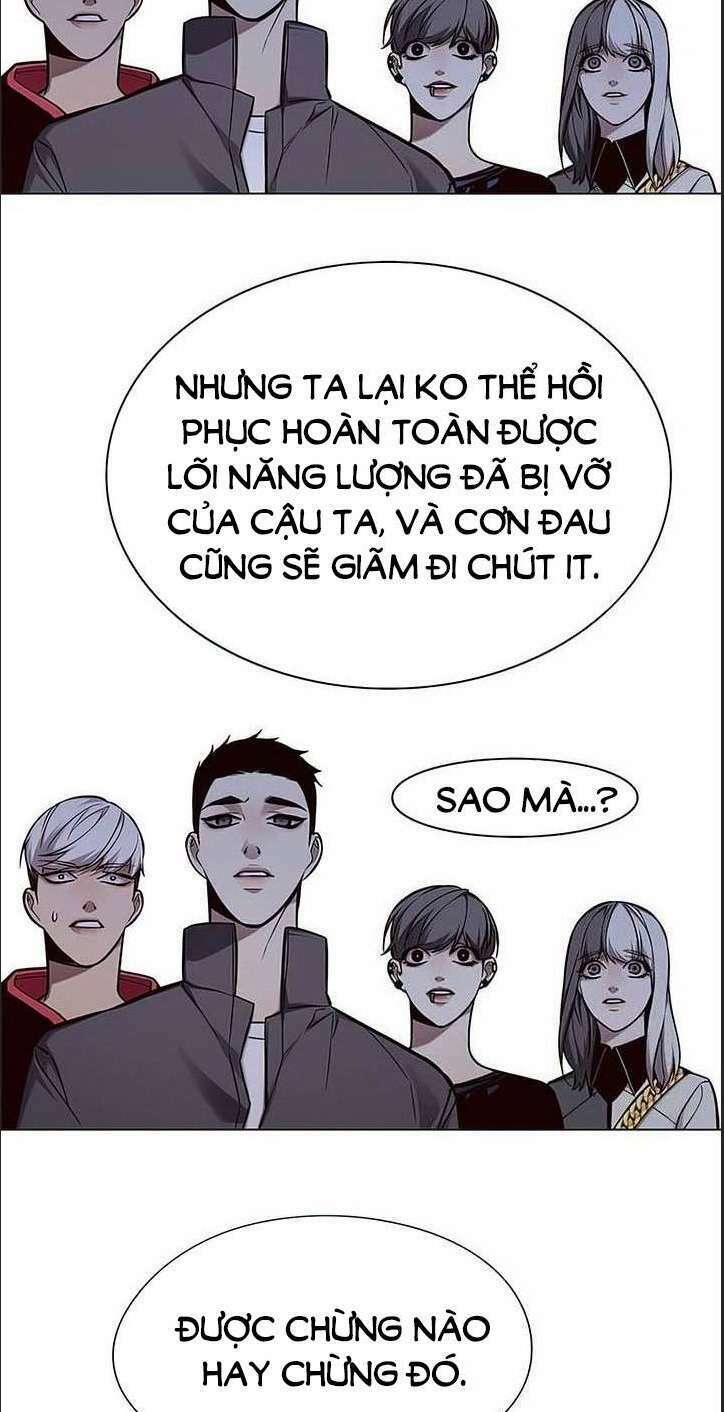 NHƯNG TA LẠI KO THỂ HỒI
PHỤC HOÀN TOÀN ĐƯỢC
LÕI NĂNG LƯỢNG ĐÃ BỊ VỠ
CỦA CẬU TA, VÀ CƠN ĐAU
CŨNG SẼ GIÃM ĐI CHÚT IT.
SAO MÀ...?
ĐƯỢC CHỪNG NÀO
HAY CHỪNG ĐÓ.